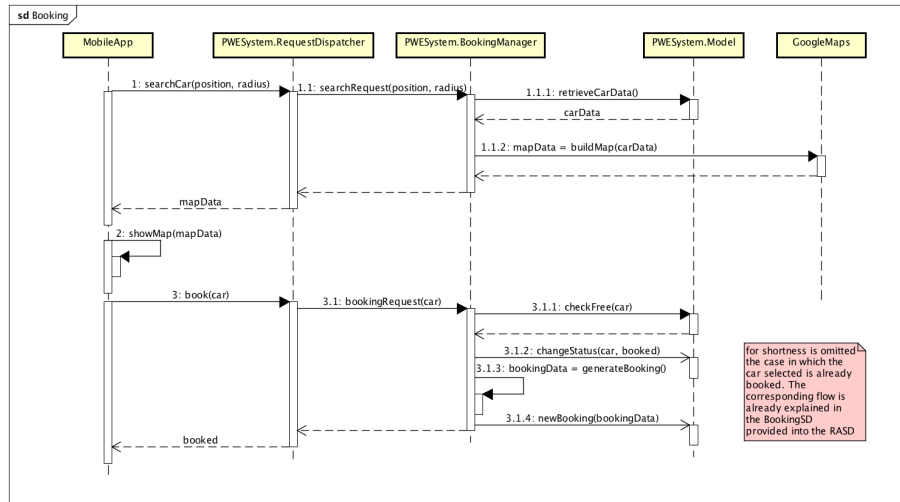 sd Booking
MobileApp
PWESystem.RequestDispatcher
PWESystem.BookingManager
PWESystem.Model
GoogleMaps
1: searchCar(position, radius)
1.1: searchRequest(position, radius)
1.1.1: retrieveCarData()
carData
1.1.2: mapData = buildMap(carData)
mapData
2: showMap(mapData)
3: book(car)
3.1: bookingRequest(car)
3.1.1: checkFree(car)
3.1.2: changeStatus(car, booked)
3.1.3: bookingData = generateBooking()
3.1.4: newBooking(bookingData)
booked
for shortness is omitted
the case in which the
car selected is already
booked. The
corresponding flow is
already explained in
the BookingSD
provided into the RASD